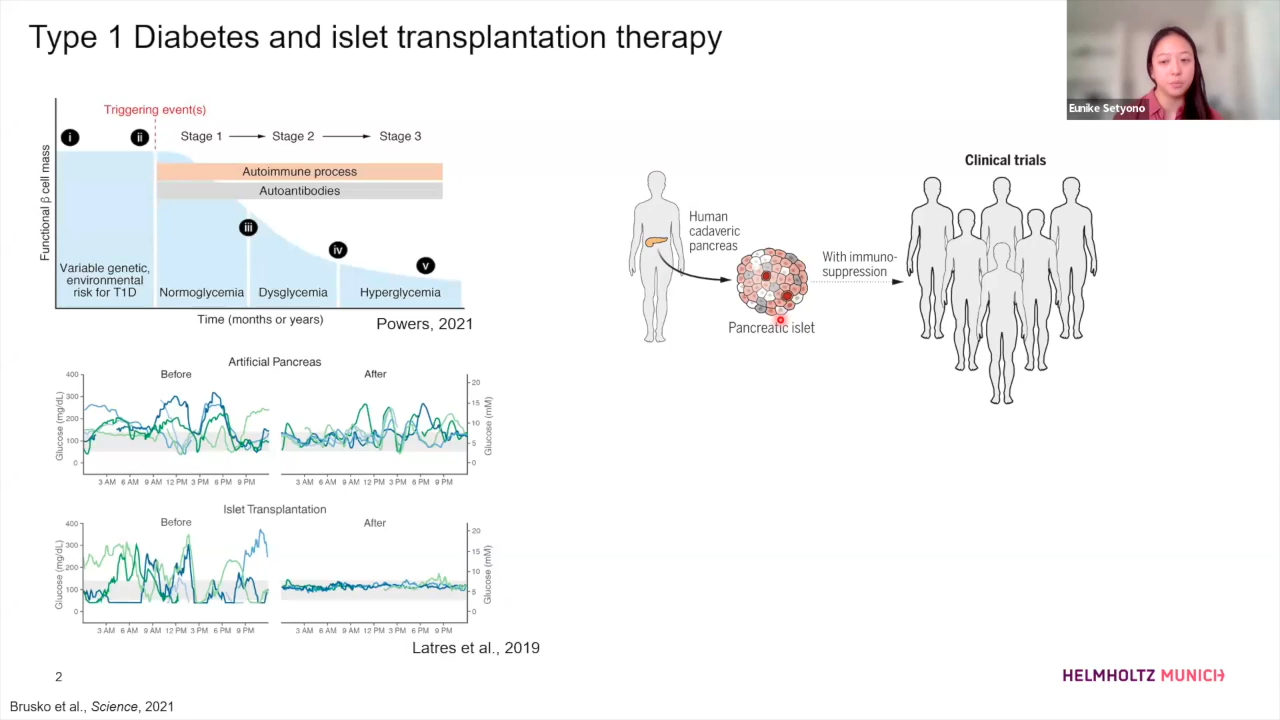 Type 1 Diabetes and islet transplantation therapy
Eunike Setyono
Triggering event(s)
i
ii
Stage 1
Stage 2
Stage 3
Autoimmune process
Autoantibodies
Functional β cell mass
iii
iv
v
Variable genetic,
environmental
risk for T1D
Normoglycemia
Dysglycemia
Hyperglycemia
Time (months or years)
Powers, 2021
Artificial Pancreas
Before
After
Glucose (mg/dL)
400
300
200
100
0
20
15
10
5
0
Glucose (mM)
3 AM 6 AM 9 AM 12 PM 3 PM 6 PM 9 PM
3 AM 6 AM 9 AM 12 PM 3 PM 6 PM 9 PM
Islet Transplantation
Before
After
Glucose (mg/dL)
400
300
200
100
0
20
15
10
5
0
Glucose (mM)
3 AM 6 AM 9 AM 12 PM 3 PM 6 PM 9 PM
3 AM 6 AM 9 AM 12 PM 3 PM 6 PM 9 PM
Latres et al., 2019
Human
cadaveric
pancreas
Pancreatic islet
With immuno-
suppression
Clinical trials
2
HELMHOLTZ MUNICH
Brusko et al., Science, 2021